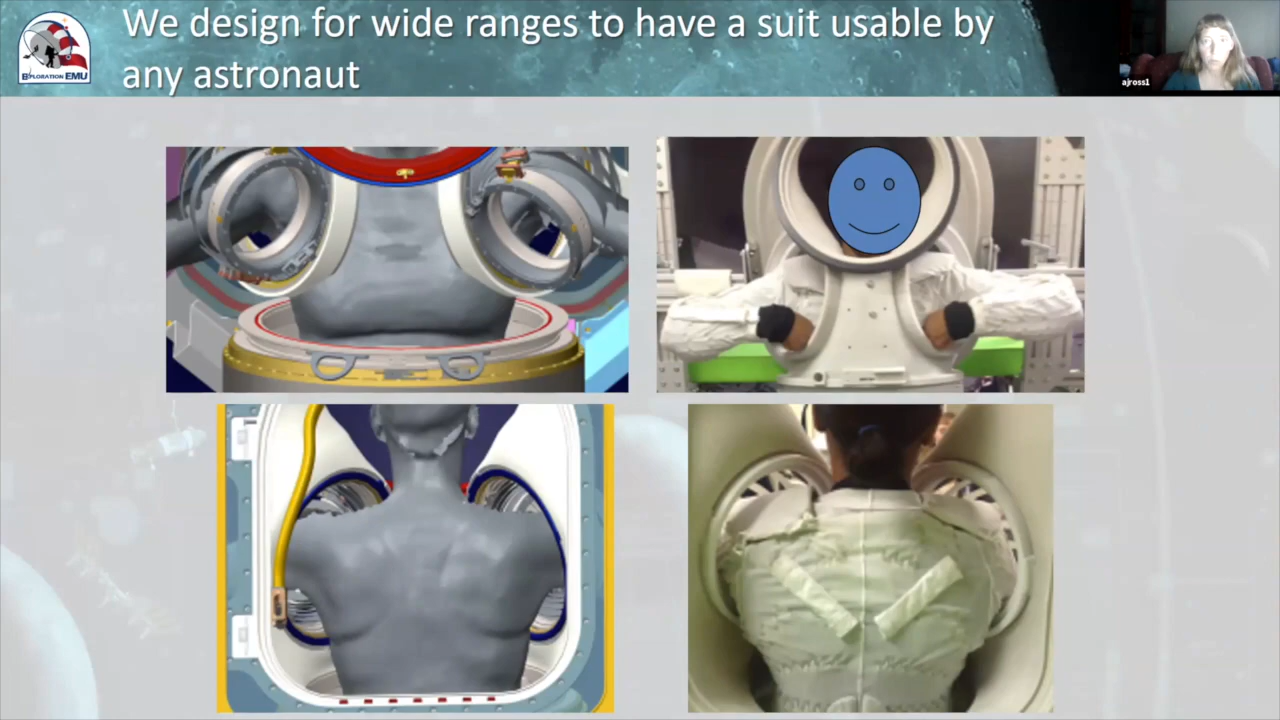 We design for wide ranges to have a suit usable by
any astronaut
EXPLORATION EMU
ajross1